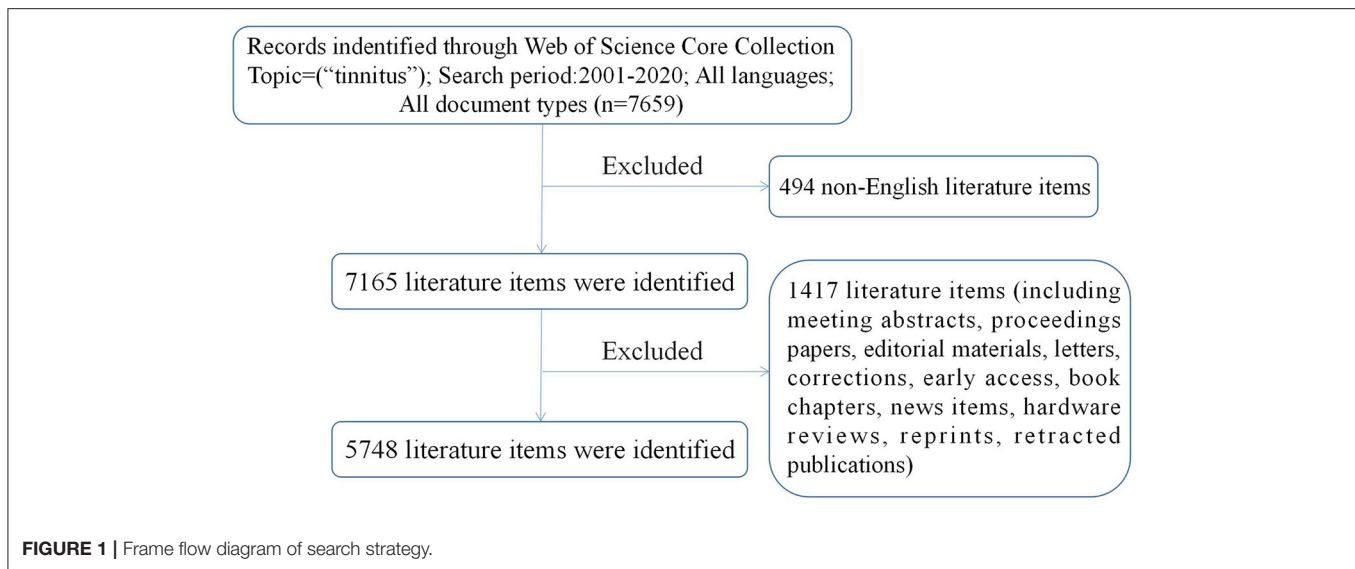 Records indentified through Web of Science Core Collection
Topic=(“tinnitus”); Search period:2001-2020; All languages;
All document types (n=7659)
Excluded
494 non-English literature items
7165 literature items were identified
Excluded
1417 literature items (including
meeting abstracts, proceedings
papers, editorial materials, letters,
corrections, early access, book
chapters, news items, hardware
reviews, reprints, retracted
publications)
5748 literature items were identified
FIGURE 1 | Frame flow diagram of search strategy.